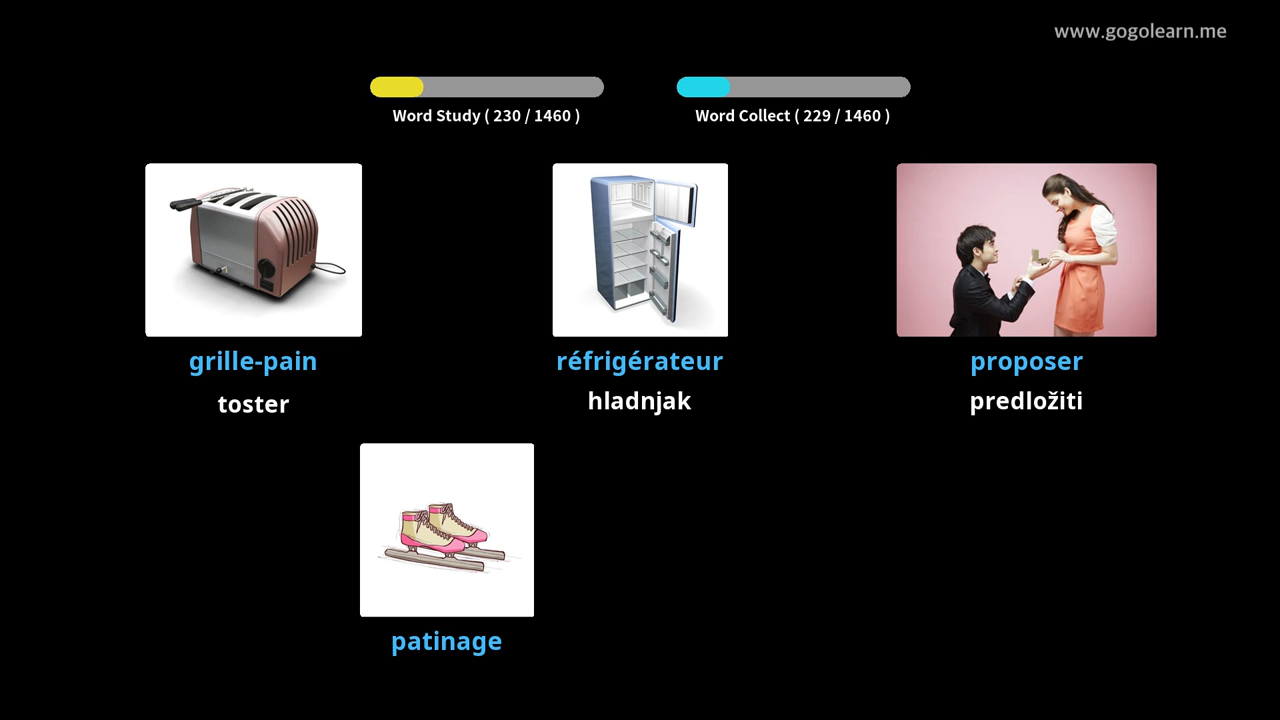 www.gogolearn.me
Word Study ( 230 / 1460 )
Word Collect ( 229 / 1460 )
grille-pain
réfrigérateur
proposer
toster
hladnjak
predložiti
patinage